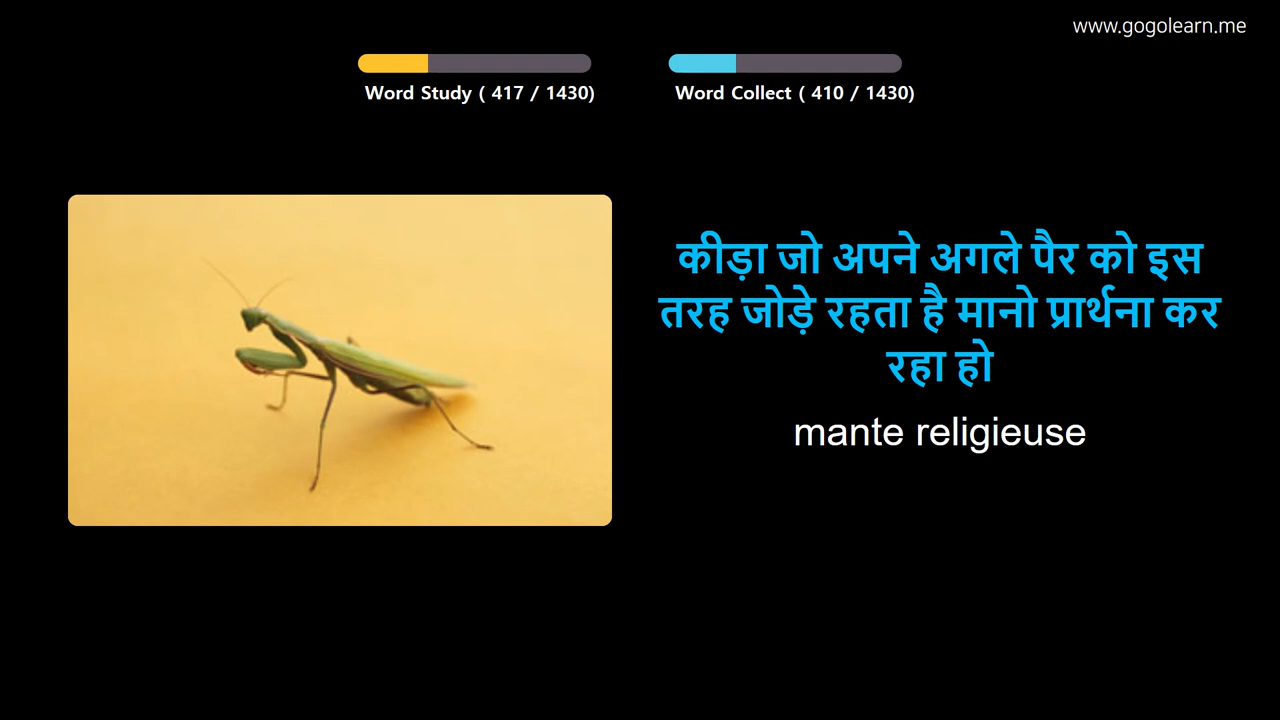 www.gogolearn.me
Word Study ( 417 / 1430)
Word Collect ( 410 / 1430)
कीड़ा जो अपने अगले पैर को इस
तरह जोड़े रहता है मानो प्रार्थना कर
रहा हो
mante religieuse